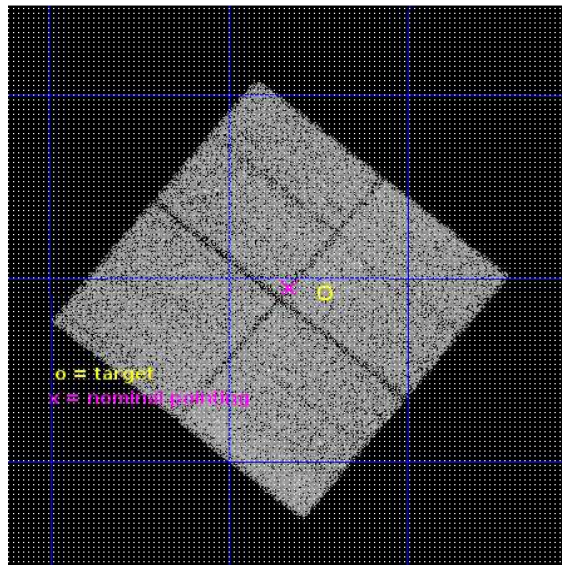 o = target
x = nominal pointing